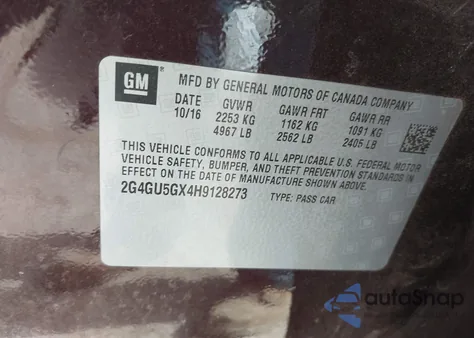 GM
MFD BY GENERAL MOTORS OF CANADA COMPANY
DATE GVWR GAWR FRT GAWR RR
10/16 2253 KG 1162 KG 1091 KG
4967 LB 2562 LB 2405 LB
THIS VEHICLE CONFORMS TO ALL APPLICABLE U.S. FEDERAL MOTOR
VEHICLE SAFETY, BUMPER, AND THEFT PREVENTION STANDARDS IN
EFFECT ON THE DATE OF MANUFACTURE SHOWN ABOVE.
2G4GU5GX4H9128273 TYPE: PASS CAR
autoSnap